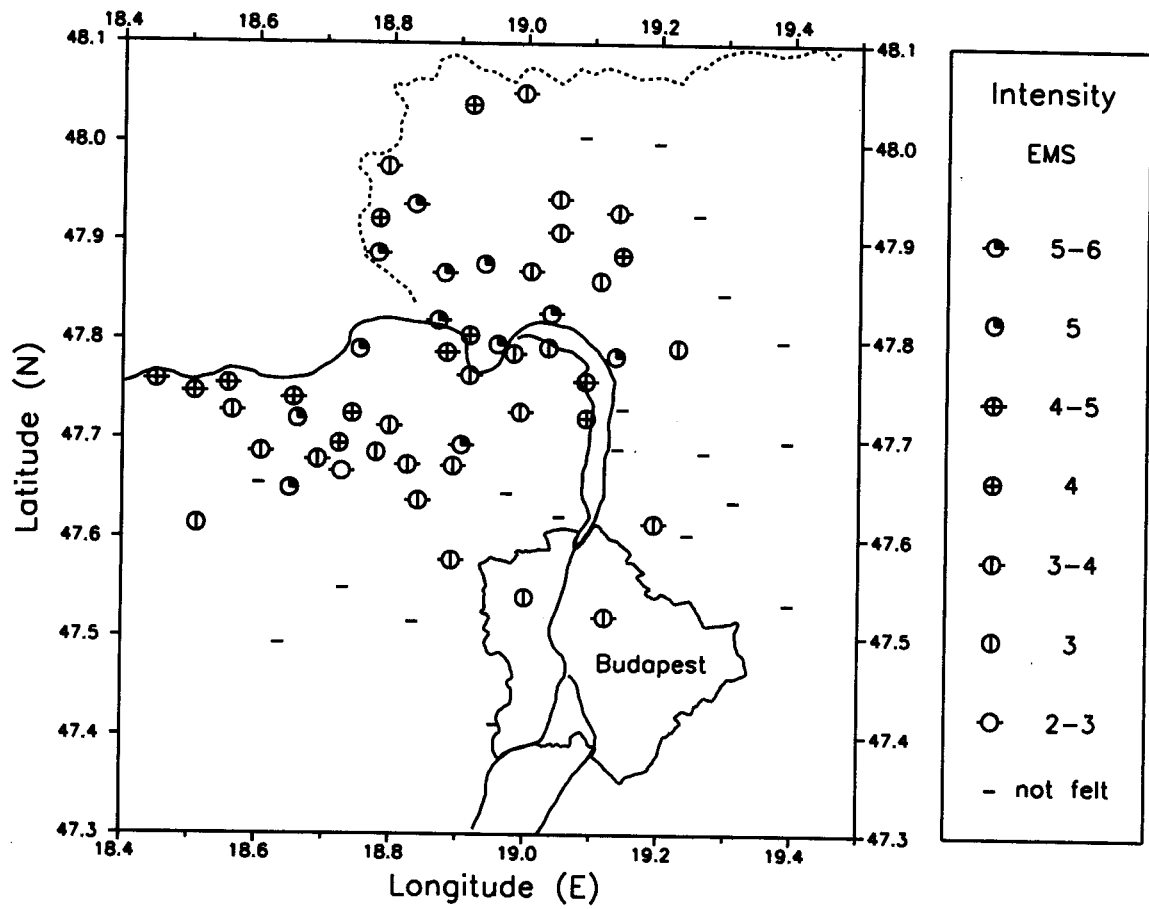 18.4 18.6 18.8 19.0 19.2 19.4
48.1 48.1
48.0 48.0
47.9 47.9
47.8 47.8
47.7 47.7
47.6 47.6
47.5 47.5
47.4 47.4
47.3 47.3
18.4 18.6 18.8 19.0 19.2 19.4
Latitude (N)
Longitude (E)
Budapest
Intensity
EMS
5-6
5
4-5
4
3-4
3
2-3
- not felt